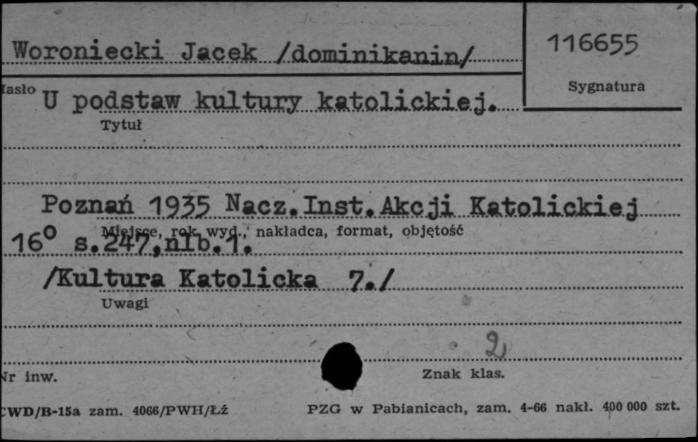 Woroniecki Jacek /dominikanin/
116655
Sygnatura
Hasło
U podstaw kultury katolickiej.
Tytuł
Poznań 1935 Nacz.Inst.Akcji Katolickiej
Miejsce, rok wyd., nakładca, format, objętość
16° s.247,nlb.1.
/Kultura Katolicka 7./
Uwagi
2
Nr inw.
Znak klas.
CWD/B-15a zam. 4066/PWH/Łź
PZG w Pabianicach, zam. 4-66 nakł. 400 000 szt.